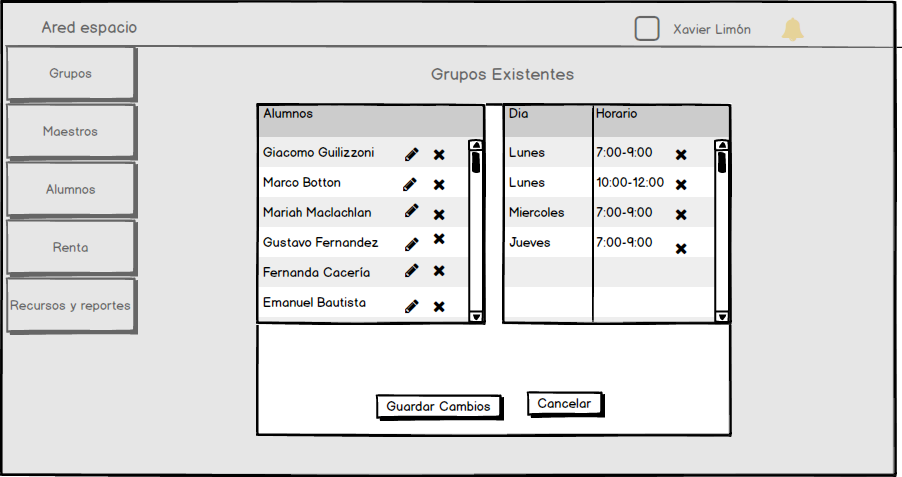 Ared espacio
Xavier Limón
Grupos
Maestros
Alumnos
Renta
Recursos y reportes
Grupos Existentes
Alumnos
Giacomo Guilizzoni
Marco Botton
Mariah Maclachlan
Gustavo Fernandez
Fernanda Cacería
Emanuel Bautista
Dia Horario
Lunes 7:00-9:00
Lunes 10:00-12:00
Miercoles 7:00-9:00
Jueves 7:00-9:00
Guardar Cambios
Cancelar